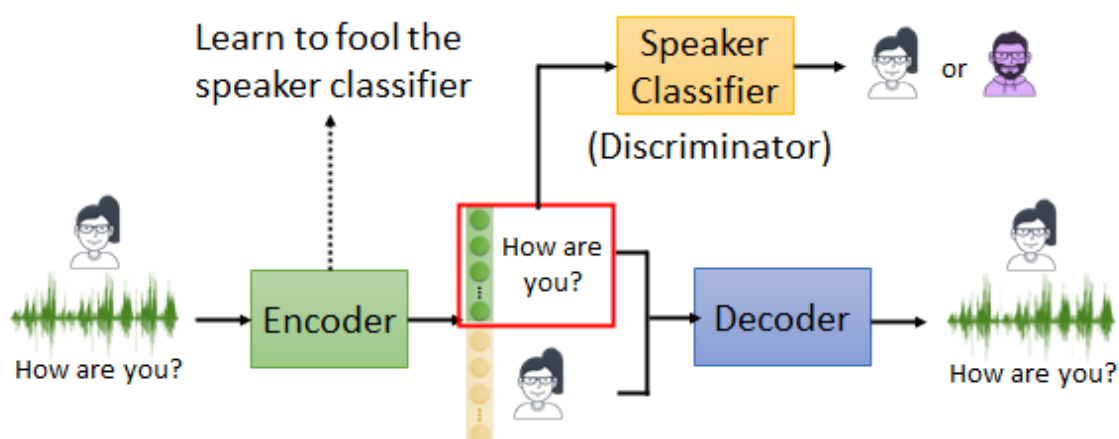 Learn to fool the
speaker classifier
Speaker
Classifier
or
(Discriminator)
How are
you?
Encoder
Decoder
How are you?
How are you?